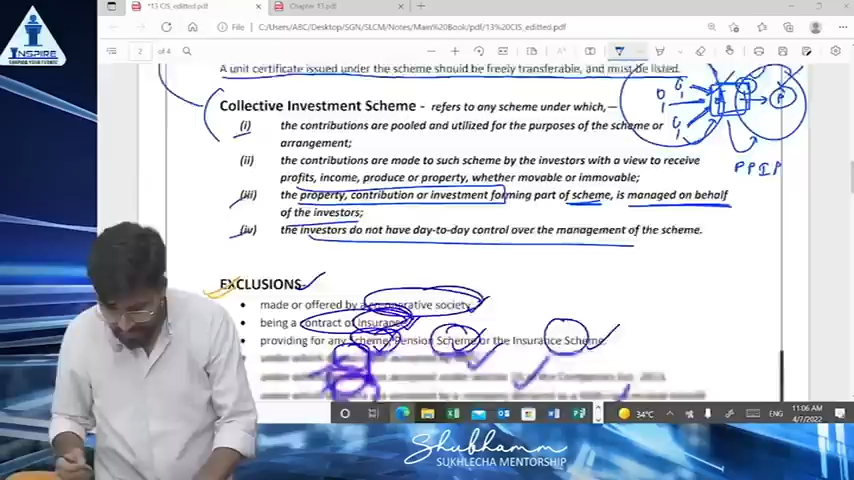 *13 CIS_editted.pdf
Chapter 11.pdf
File
C:/Users/ABC/Desktop/SGN/SLCM/Notes/Main%20Book/pdf/13%20CIS_editted.pdf
2 of 4
A unit certificate issued under the scheme should be freely transferable, and must be listed.
Collective Investment Scheme - refers to any scheme under which,—
(i) the contributions are pooled and utilized for the purposes of the scheme or
arrangement;
(ii) the contributions are made to such scheme by the investors with a view to receive
profits, income, produce or property, whether movable or immovable;
(iii) the property, contribution or investment forming part of scheme, is managed on behalf
of the investors;
(iv) the investors do not have day-to-day control over the management of the scheme.
P
P P I P
EXCLUSIONS-
• made or offered by a co-operative society
• being a contract of insurance
• providing for any Scheme, Pension Scheme or the Insurance Scheme.
34°C
ENG
11:06 AM
4/7/2022
INSPIRE
Shubhamm
SUKHLECHA MENTORSHIP